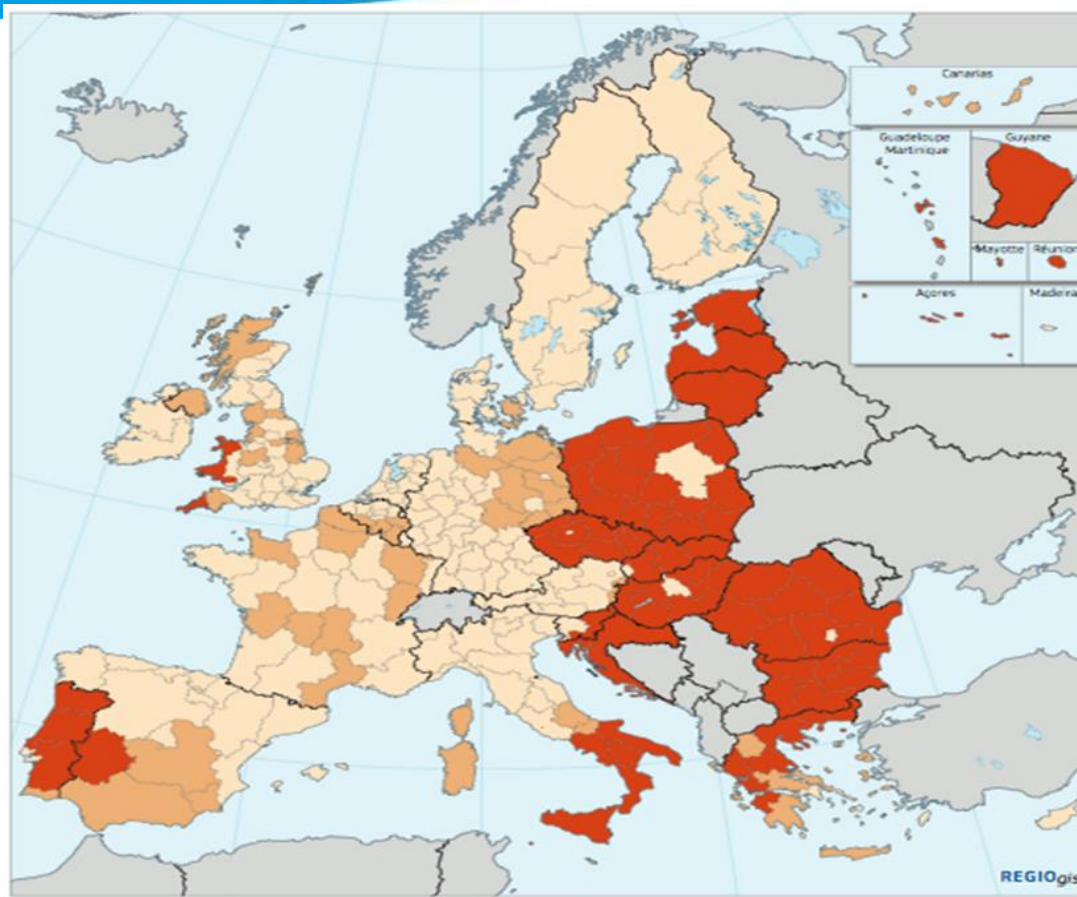 Canarias
Guadeloupe
Martinique
Guyane
Mayotte
Réunion
Açores
Madeira
REGIOgis